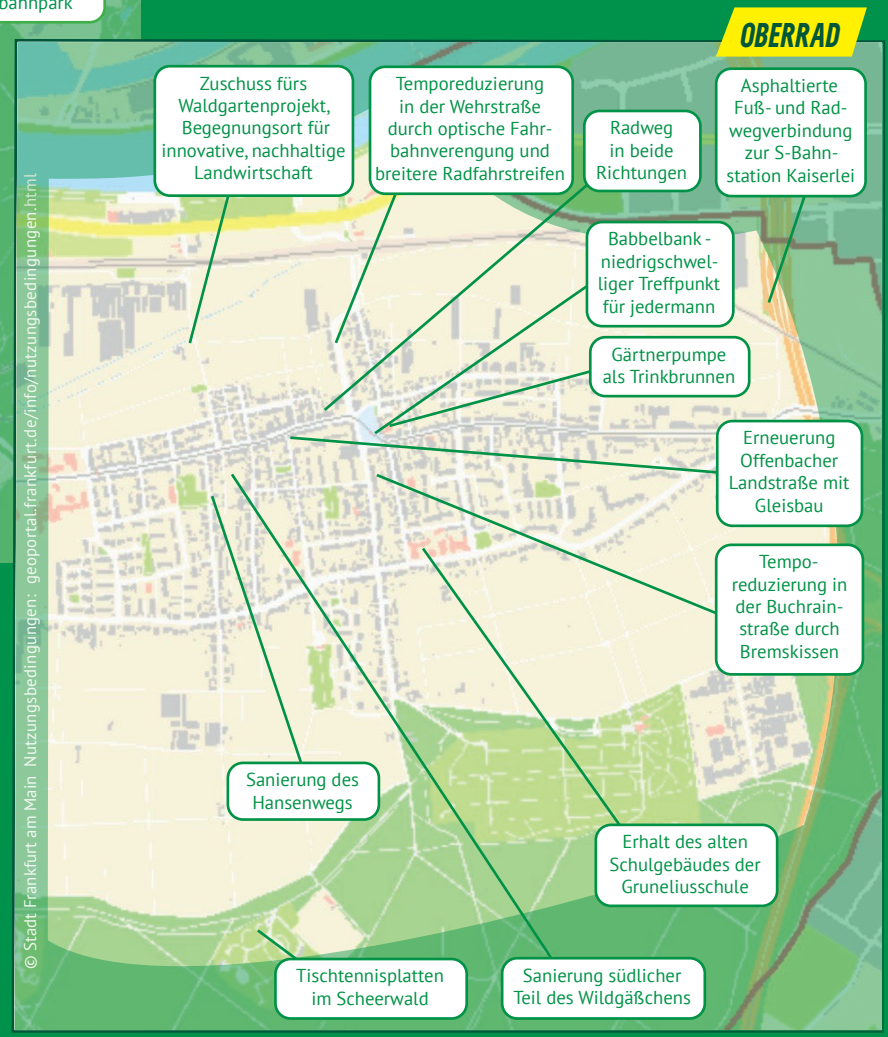 bahnpark
OBERRAD
Zuschuss fürs
Waldgartenprojekt,
Begegnungsort für
innovative, nachhaltige
Landwirtschaft
Temporeduzierung
in der Wehrstraße
durch optische Fahr-
bahnverengung und
breitere Radfahrstreifen
Radweg
in beide
Richtungen
Asphaltierte
Fuß- und Rad-
wegverbindung
zur S-Bahn-
station Kaiserlei
Babbelbank -
niedrigschwel-
liger Treffpunkt
für jedermann
Gärtnerpumpe
als Trinkbrunnen
Erneuerung
Offenbacher
Landstraße mit
Gleisbau
Tempo-
reduzierung in
der Buchrain-
straße durch
Bremskissen
Sanierung des
Hansenwegs
Erhalt des alten
Schulgebäudes der
Gruneliusschule
Tischtennisplatten
im Scheerwald
Sanierung südlicher
Teil des Wildgäßchens
© Stadt Frankfurt am Main Nutzungsbedingungen: geoportal.frankfurt.de/info/nutzungsbedingungen.html